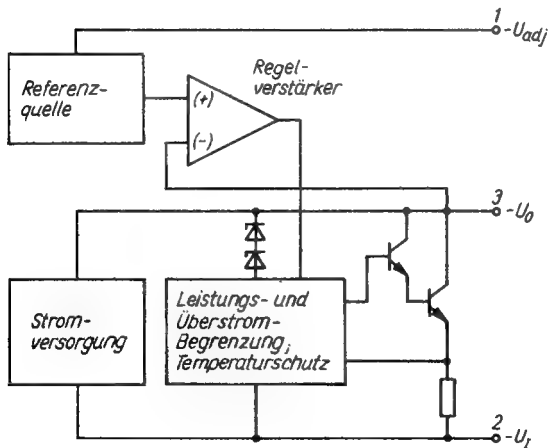 1
-U_adj
Referenz-
quelle
Regel-
verstärker
(+)
(-)
3
-U_O
Strom-
versorgung
Leistungs- und
Überstrom-
Begrenzung,
Temperaturschutz
2
-U_I